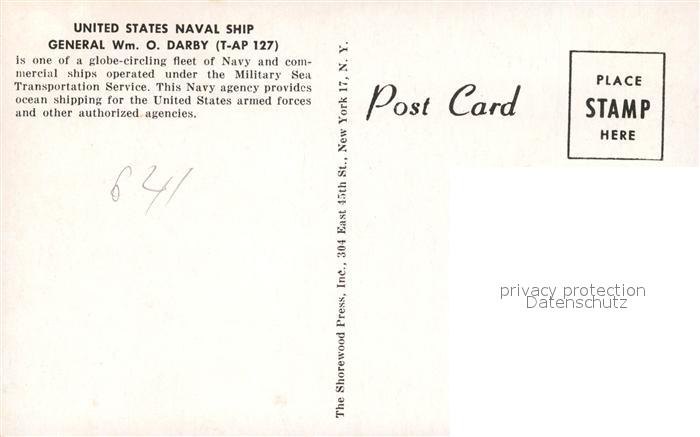 UNITED STATES NAVAL SHIP
GENERAL Wm. O. DARBY (T-AP 127)
is one of a globe-circling fleet of Navy and com-
mercial ships operated under the Military Sea
Transportation Service. This Navy agency provides
ocean shipping for the United States armed forces
and other authorized agencies.
641
The Shorewood Press, Inc., 304 East 45th St., New York 17, N. Y.
Post Card
PLACE
STAMP
HERE
privacy protection
Datenschutz